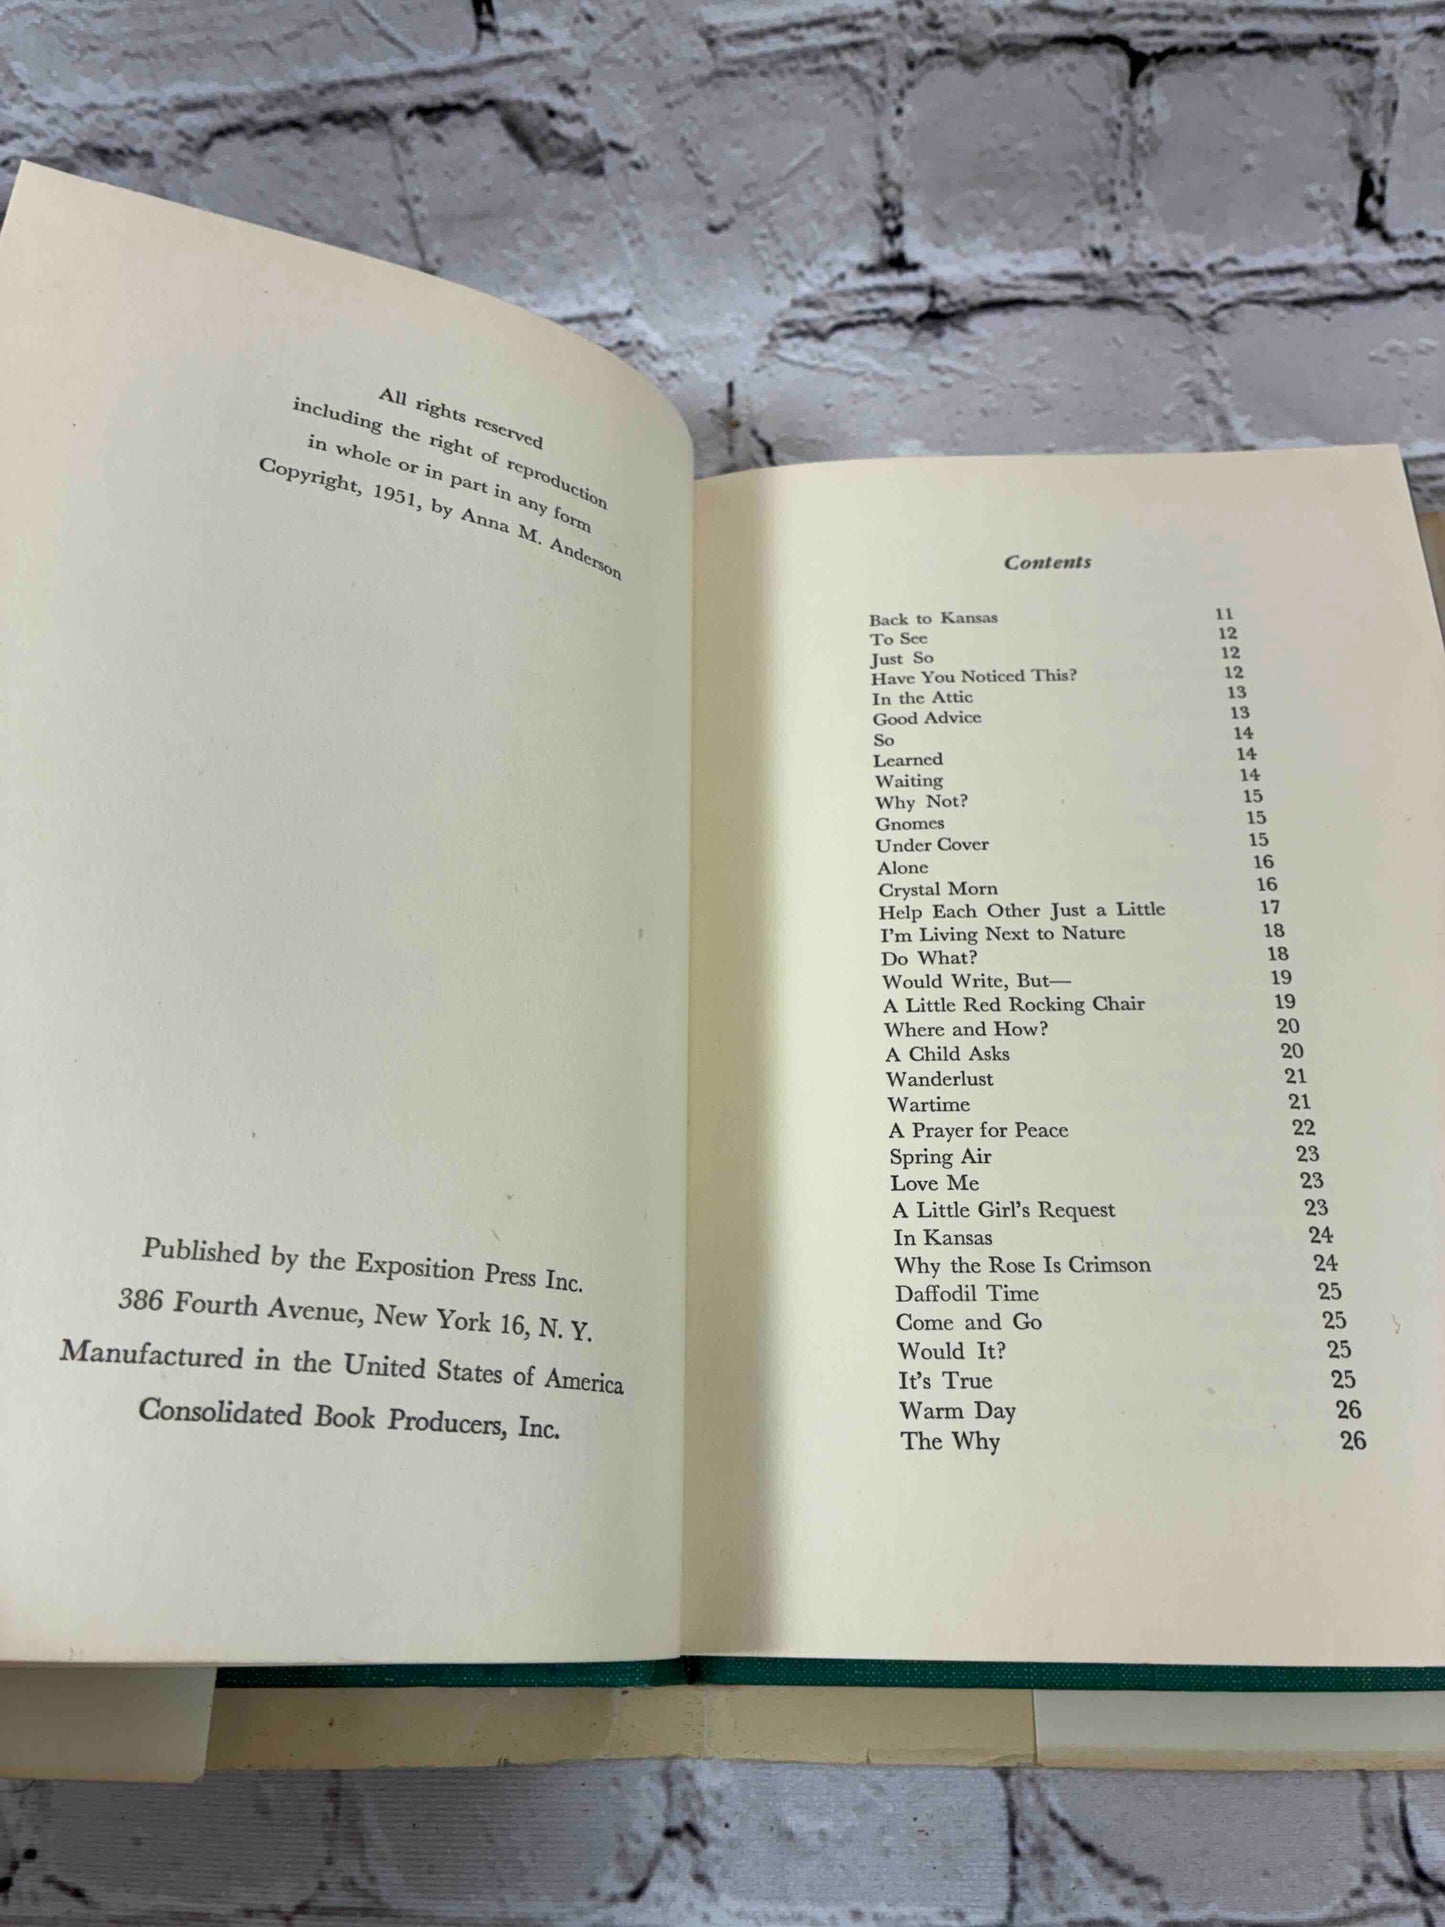 All rights reserved
including the right of reproduction
in whole or in part in any form
Copyright, 1951, by Anna M. Anderson
Published by the Exposition Press Inc.
386 Fourth Avenue, New York 16, N. Y.
Manufactured in the United States of America
Consolidated Book Producers, Inc.
Contents
Back to Kansas 11
To See 12
Just So 12
Have You Noticed This? 12
In the Attic 13
Good Advice 13
So 14
Learned 14
Waiting 14
Why Not? 15
Gnomes 15
Under Cover 15
Alone 16
Crystal Morn 16
Help Each Other Just a Little 17
I'm Living Next to Nature 18
Do What? 18
Would Write, But— 19
A Little Red Rocking Chair 19
Where and How? 20
A Child Asks 20
Wanderlust 21
Wartime 21
A Prayer for Peace 22
Spring Air 23
Love Me 23
A Little Girl's Request 23
In Kansas 24
Why the Rose Is Crimson 24
Daffodil Time 25
Come and Go 25
Would It? 25
It's True 25
Warm Day 26
The Why 26